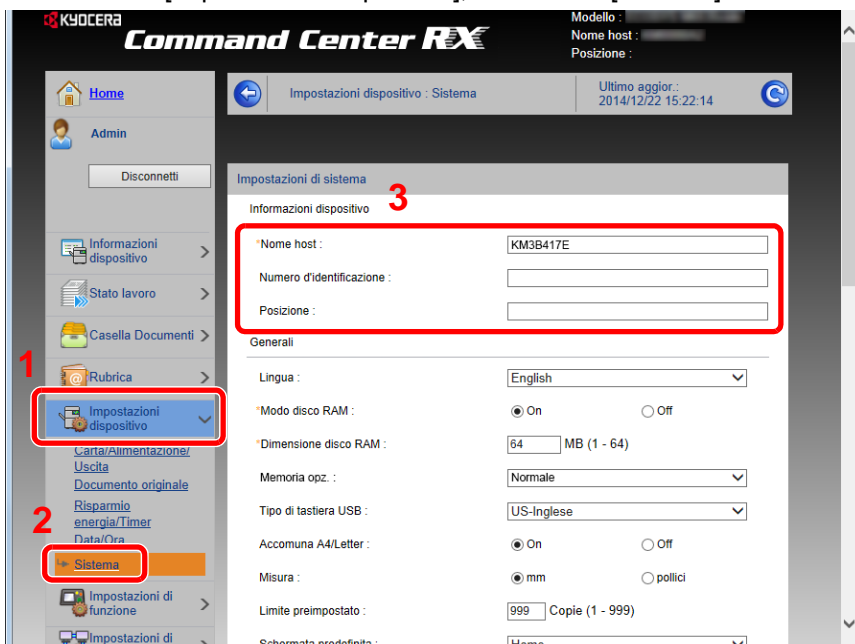 KYOCERA
Command Center RX
Modello :
Nome host :
Posizione :
Home
Impostazioni dispositivo : Sistema
Ultimo aggior.:
2014/12/22 15:22:14
Admin
Disconnetti
Impostazioni di sistema
3
Informazioni dispositivo
*Nome host :
KM3B417E
Numero d'identificazione :
Posizione :
Generali
Lingua :
English
*Modo disco RAM :
On
Off
*Dimensione disco RAM :
64
MB (1 - 64)
Memoria opz. :
Normale
Tipo di tastiera USB :
US-Inglese
Accomuna A4/Letter :
On
Off
Misura :
mm
pollici
Limite preimpostato :
999
Copie (1 - 999)
Schermata predefinita :
Home
Informazioni
dispositivo
Stato lavoro
Casella Documenti
1
Rubrica
Impostazioni
dispositivo
Carta/Alimentazione/
Uscita
Documento originale
Risparmio
energia/Timer
2
Data/Ora
Sistema
Impostazioni di
funzione
Impostazioni di